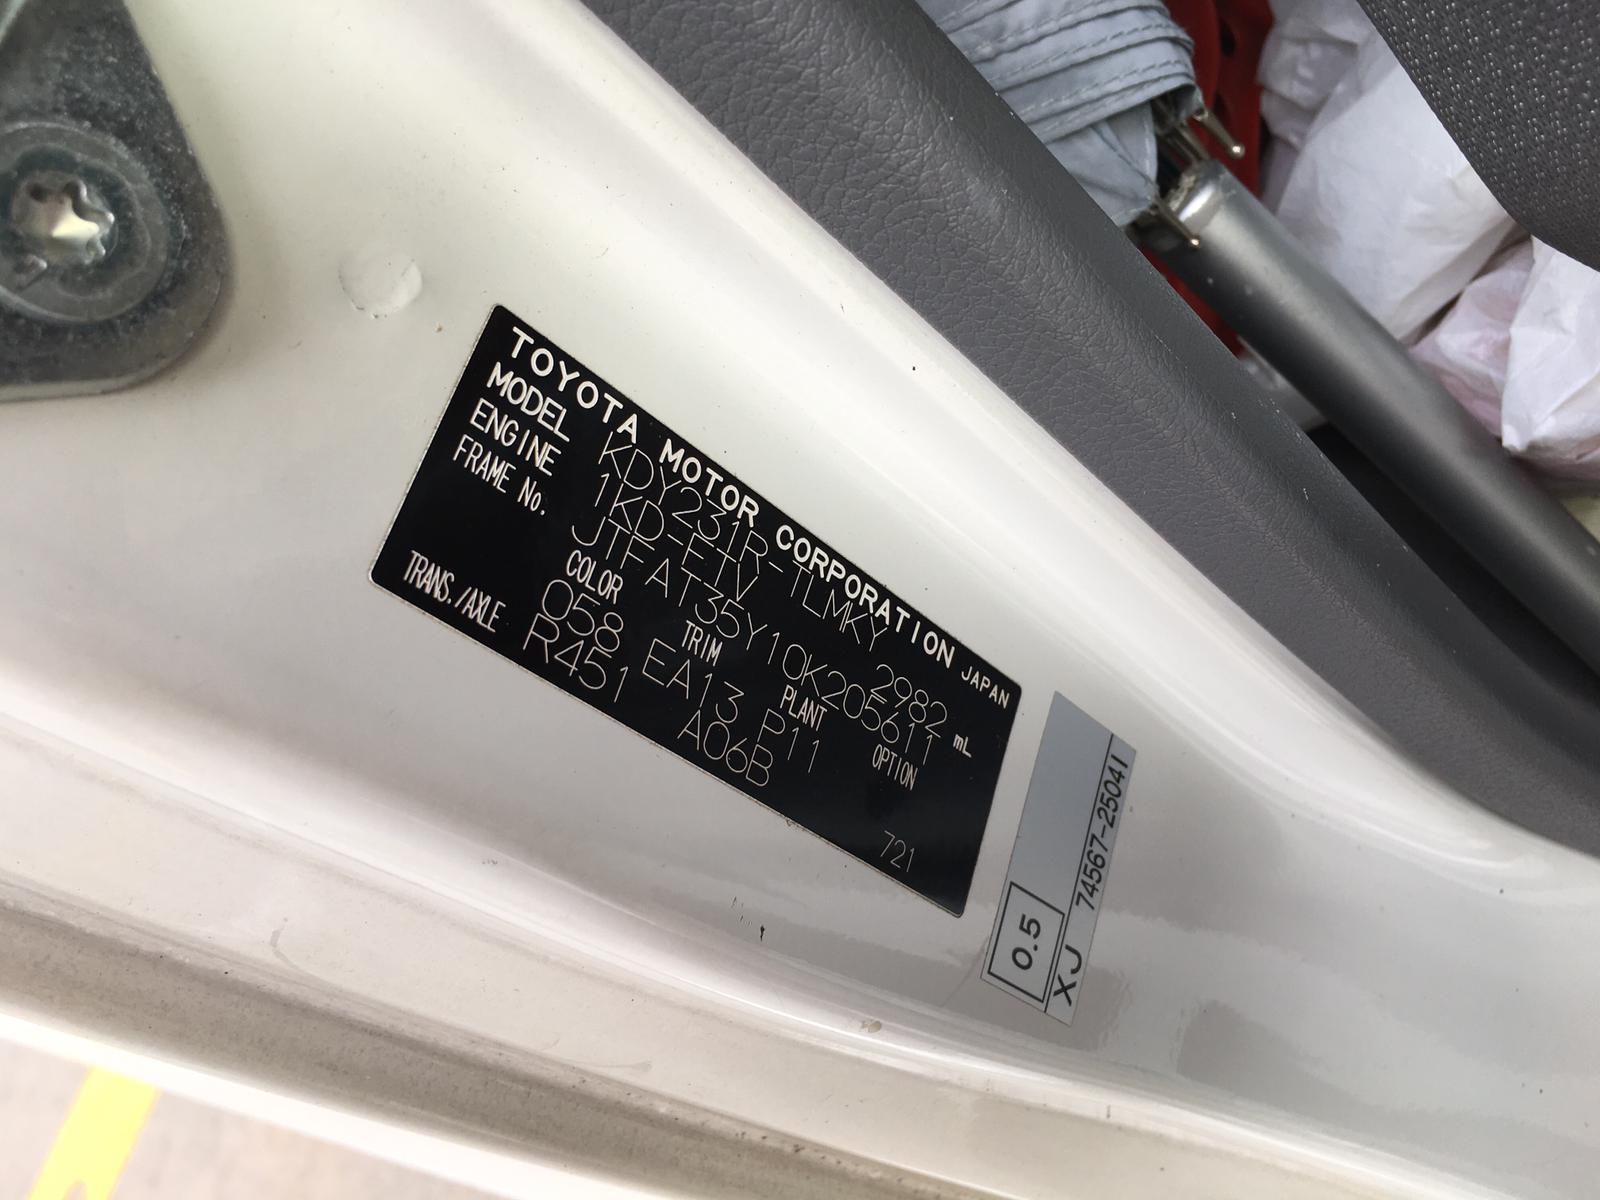 TOYOTA MOTOR CORPORATION JAPAN
MODEL KDY231R-TLMKY
ENGINE 1KD-FTV 2982 mL
FRAME No. JTFAT35Y10K205611
COLOR TRIM PLANT OPTION
058 EA13 P11
TRANS./AXLE R451 A06B
721
0.5
XJ 74567-25041